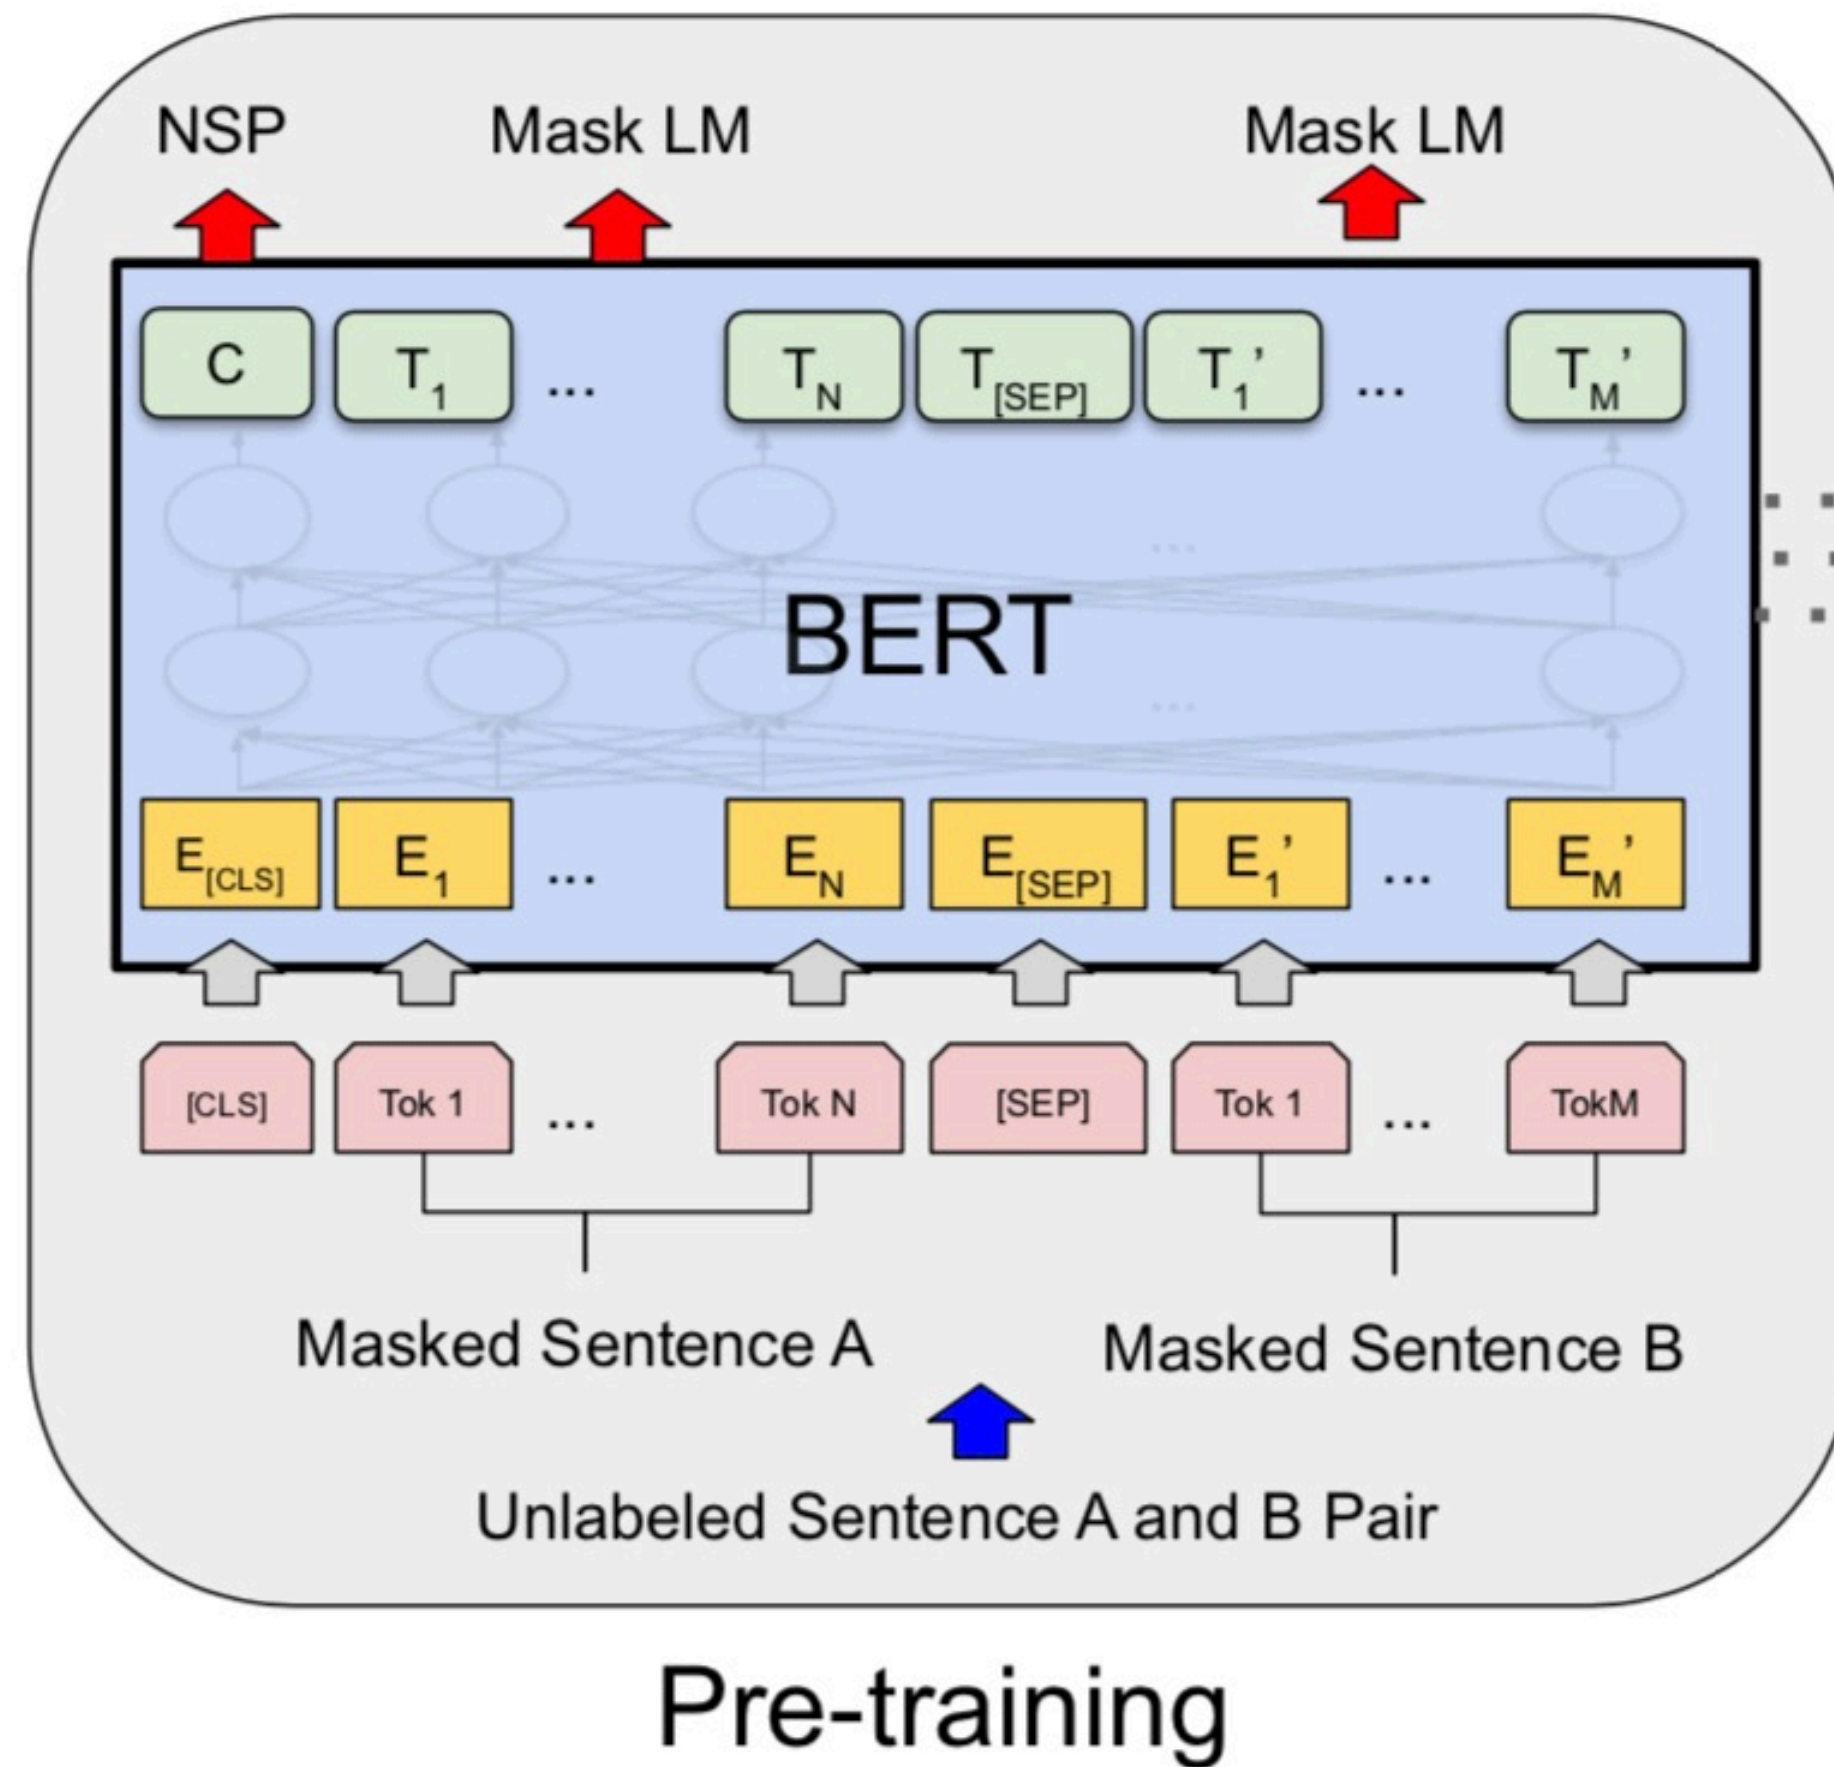 NSP Mask LM Mask LM
C T1 ... TN T[SEP] T1’ ... TM’
...
BERT
...
E[CLS] E1 ... EN E[SEP] E1’ ... EM’
[CLS] Tok 1 ... Tok N [SEP] Tok 1 ... TokM
Masked Sentence A Masked Sentence B
Unlabeled Sentence A and B Pair
Pre-training